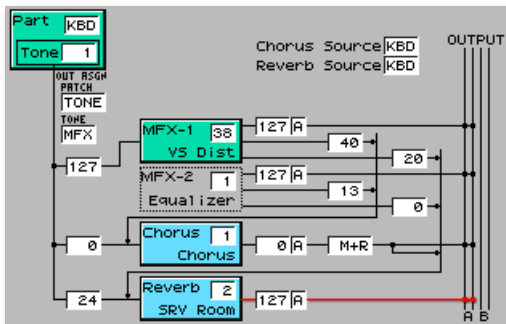 Part KBD
Tone 1
OUT ASGN
PATCH
TONE
TONE
MFX
Chorus Source KBD
Reverb Source KBD
OUTPUT
127
MFX-1 38
VS Dist
127 A
40
20
MFX-2 1
Equalizer
127 A
13
0
0
Chorus 1
Chorus
0 A
M+R
24
Reverb 2
SRV Room
127 A
A B